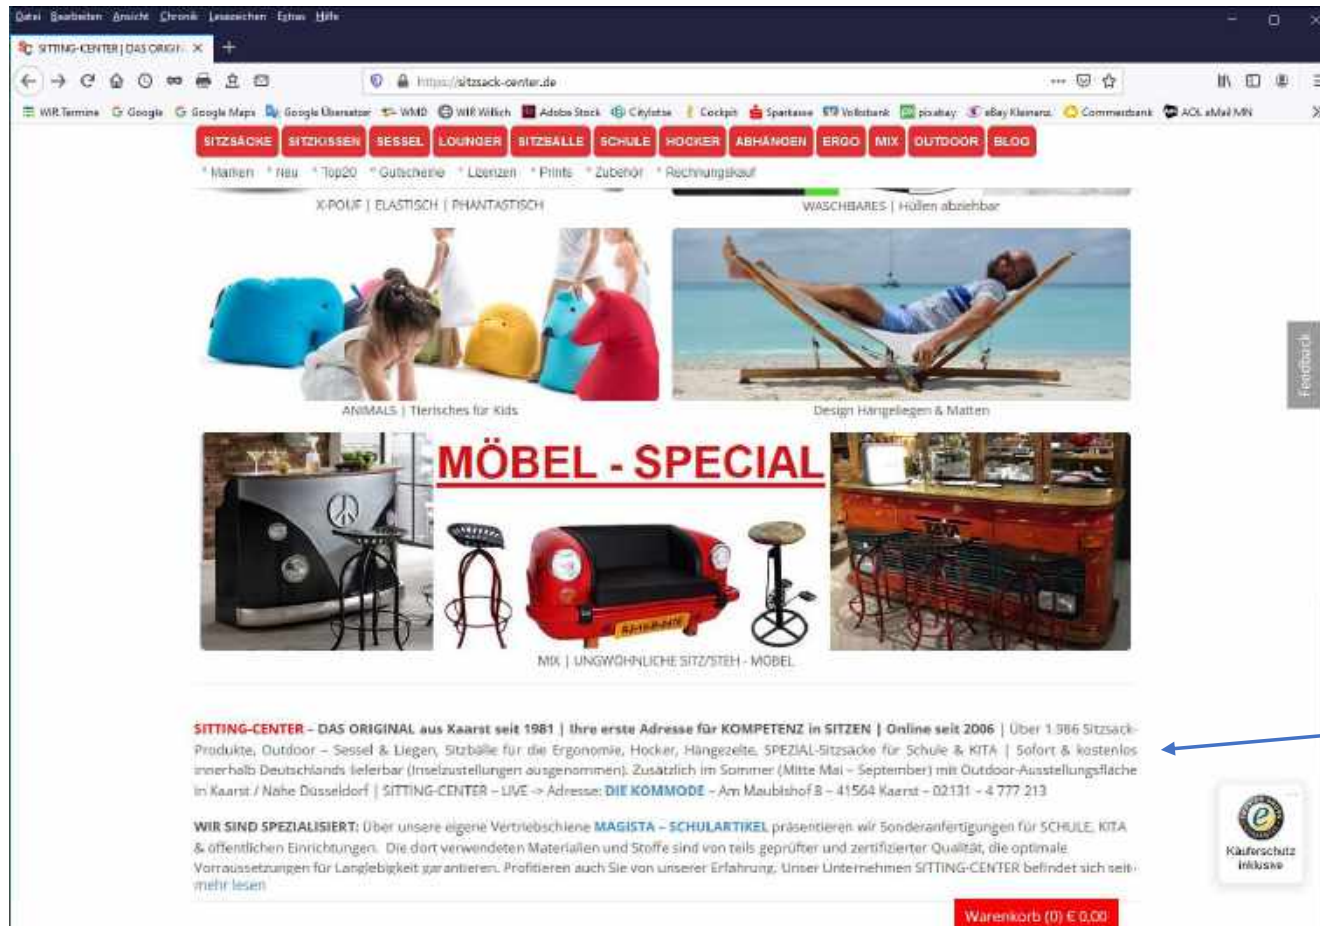 Datei Bearbeiten Ansicht Chronik Lesezeichen Extras Hilfe
SITTING-CENTER | DAS ORIGIN
https://sitzsack-center.de
WIR Termine Google Google Maps Google Übersetzer WMD WIR Willich Adobe Stock Cityfotse Cockpit Sparkasse Volksbank pixabay eBay Kleinanz. Commerzbank AOL eMail MN
SITZSÄCKE SITZKISSEN SESSEL LOUNGER SITZBÄLLE SCHULE HOCKER ABHÄNGEN ERGO MIX OUTDOOR BLOG
* Marken * Neu * Top20 * Gutscheine * Lizenzen * Prints * Zubehör * Rechnungskauf
X-POUF | ELASTISCH | PHANTASTISCH
WASCHBARES | Hüllen abziehbar
ANIMALS | Tierisches für Kids
Design Hängeliegen & Matten
Feedback
MÖBEL - SPECIAL
TATA
MIX | UNGWÖHNLICHE SITZ/STEH - MÖBEL
SITTING-CENTER – DAS ORIGINAL aus Kaarst seit 1981 | Ihre erste Adresse für KOMPETENZ in SITZEN | Online seit 2006 | Über 1.986 Sitzsack-
Produkte, Outdoor – Sessel & Liegen, Sitzbälle für die Ergonomie, Hocker, Hängezelte, SPEZIAL-Sitzsäcke für Schule & KITA | Sofort & kostenlos
innerhalb Deutschlands lieferbar (Inselzustellungen ausgenommen). Zusätzlich im Sommer (Mitte Mai – September) mit Outdoor-Ausstellungsfläche
in Kaarst / Nähe Düsseldorf | SITTING-CENTER – LIVE -> Adresse: DIE KOMMODE – Am Maubishof 8 – 41564 Kaarst – 02131 – 4 777 213
WIR SIND SPEZIALISIERT: Über unsere eigene Vertriebschiene MAGISTA – SCHULARTIKEL präsentieren wir Sonderanfertigungen für SCHULE, KITA
& öffentlichen Einrichtungen. Die dort verwendeten Materialien und Stoffe sind von teils geprüfter und zertifizierter Qualität, die optimale
Vorraussetzungen für Langlebigkeit garantieren. Profitieren auch Sie von unserer Erfahrung. Unser Unternehmen SITTING-CENTER befindet sich seit-
mehr lesen
Käuferschutz
inklusive
Warenkorb (0) € 0,00